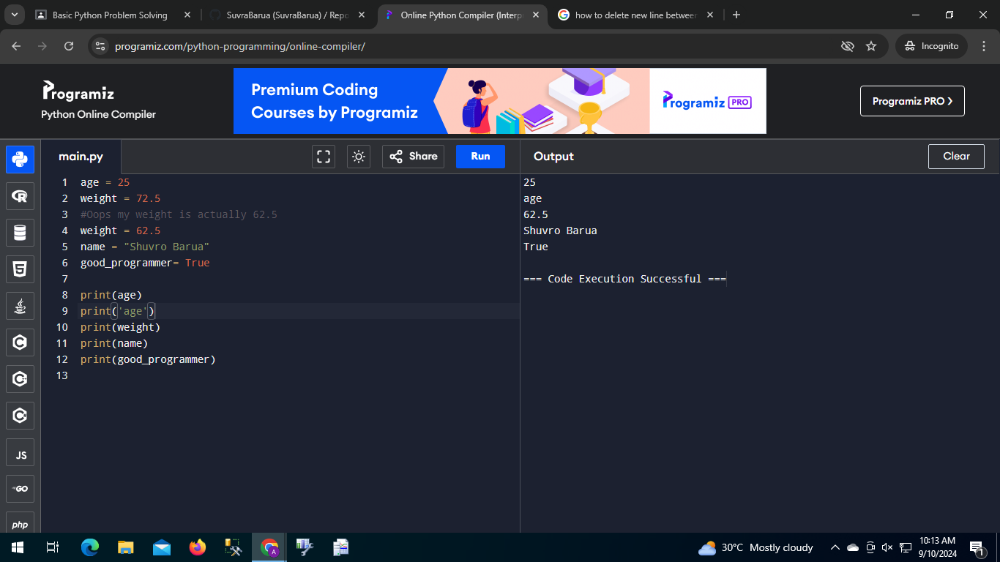 Basic Python Problem Solving
SuvraBarua (SuvraBarua) / Repo
Online Python Compiler (Interp
how to delete new line between
programiz.com/python-programming/online-compiler/
Incognito
Programiz
Python Online Compiler
Premium Coding
Courses by Programiz
Programiz PRO
Programiz PRO
main.py
Share
Run
Output
Clear
1 age = 25
2 weight = 72.5
3 #Oops my weight is actually 62.5
4 weight = 62.5
5 name = "Shuvro Barua"
6 good_programmer= True
7
8 print(age)
9 print('age')
10 print(weight)
11 print(name)
12 print(good_programmer)
13
25
age
62.5
Shuvro Barua
True
=== Code Execution Successful ===
R
5
C
C
C
JS
GO
php
A
30°C Mostly cloudy
10:13 AM
9/10/2024
1